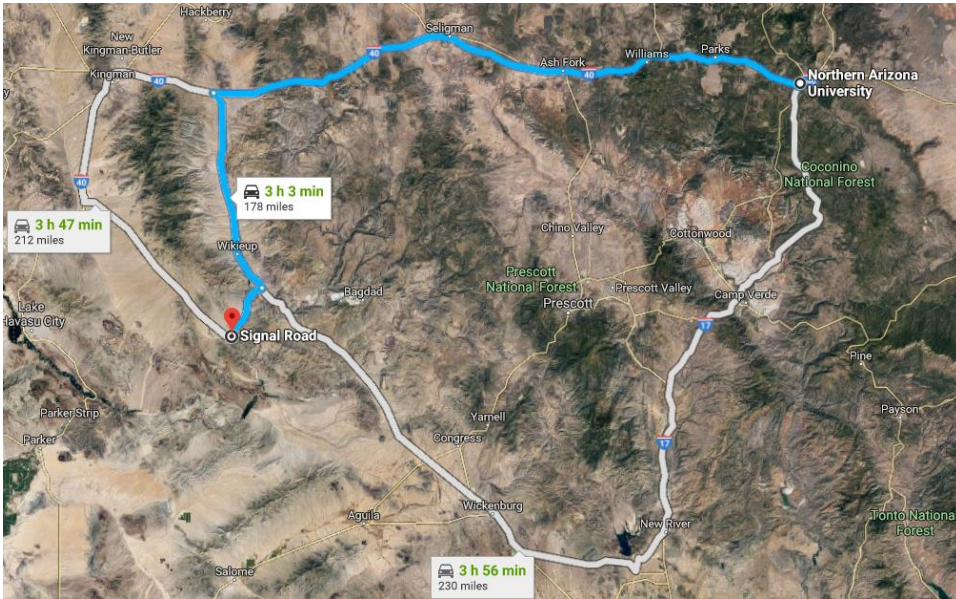 Hackberry
New
Kingman-Butler
Kingman
40
Seligman
40
Ash Fork
40
Williams
Parks
Northern Arizona
University
40
Coconino
National Forest
3 h 3 min
178 miles
3 h 47 min
212 miles
Wikieup
Chino Valley
Cottonwood
Prescott
National Forest
Prescott
Prescott Valley
Camp Verde
Bagdad
Lake
Havasu City
Signal Road
17
Pine
Parker Strip
Parker
Yarnell
Congress
17
Payson
Wickenburg
Aguila
New River
Tonto National
Forest
Salome
3 h 56 min
230 miles